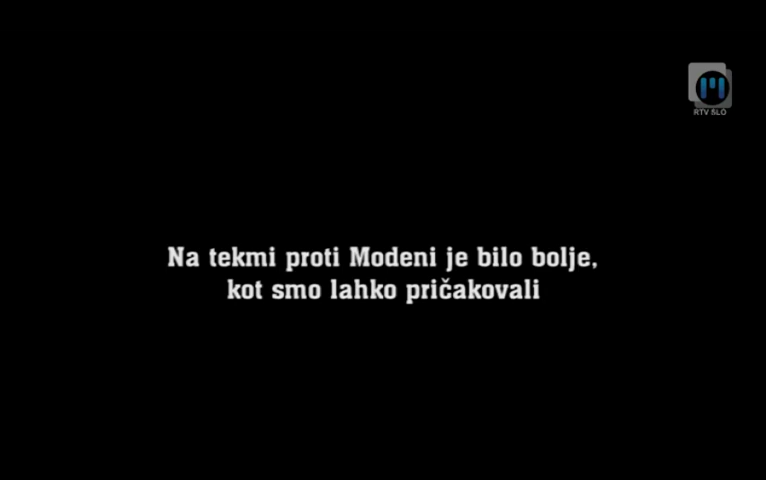 RTV SLO
Na tekmi proti Modeni je bilo bolje,
kot smo lahko pričakovali